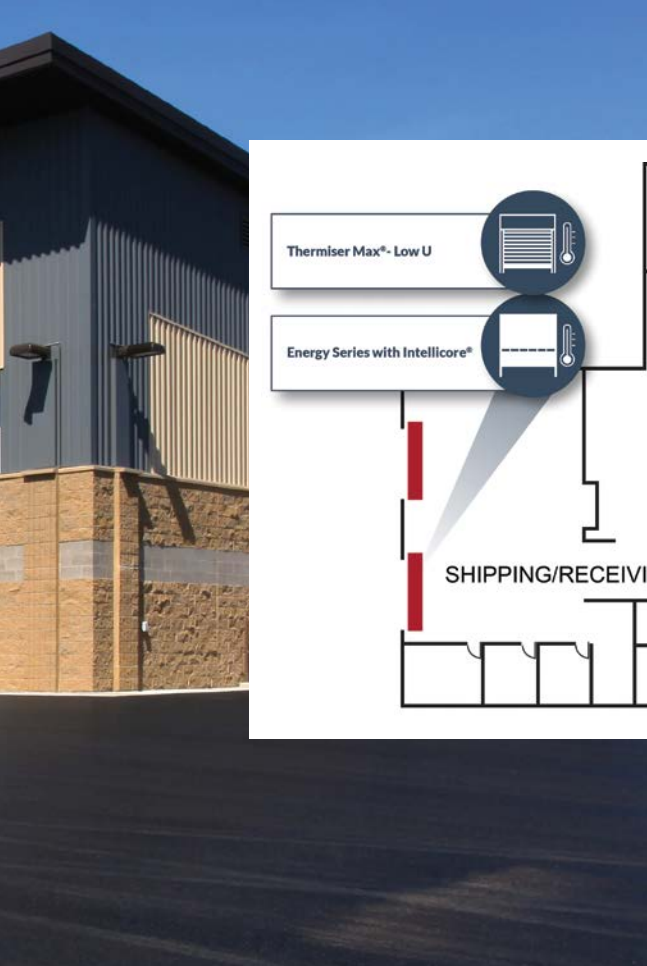 Thermiser Max®- Low U
Energy Series with Intellicore®
SHIPPING/RECEIVI